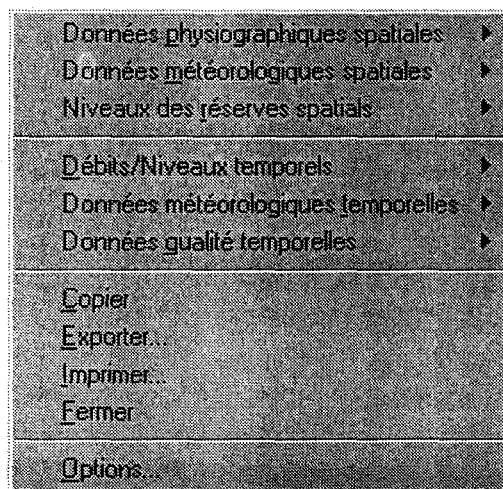 Données physiographiques spatiales
Données météorologiques spatiales
Niveaux des réserves spatials
Débits/Niveaux temporels
Données météorologiques temporelles
Données qualité temporelles
Copier
Exporter...
Imprimer...
Fermer
Options...